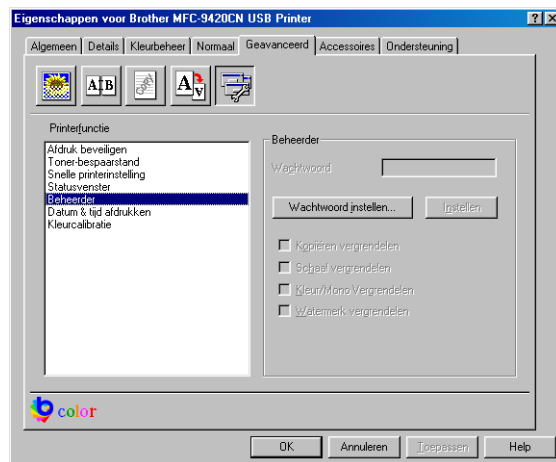 Eigenschappen voor Brother MFC-9420CN USB Printer
Algemeen Details Kleurbeheer Normaal Geavanceerd Accessoires Ondersteuning
Printerfunctie
Afdruk beveiligen
Toner-bespaarstand
Snelle printerinstelling
Statusvenster
Beheerder
Datum & tijd afdrukken
Kleurcalibratie
Beheerder
Wachtwoord
Wachtwoord instellen...
Instellen
Kopiëren vergrendelen
Schaal vergrendelen
Kleur/Mono Vergrendelen
Watermerk vergrendelen
color
OK Annuleren Toepassen Help